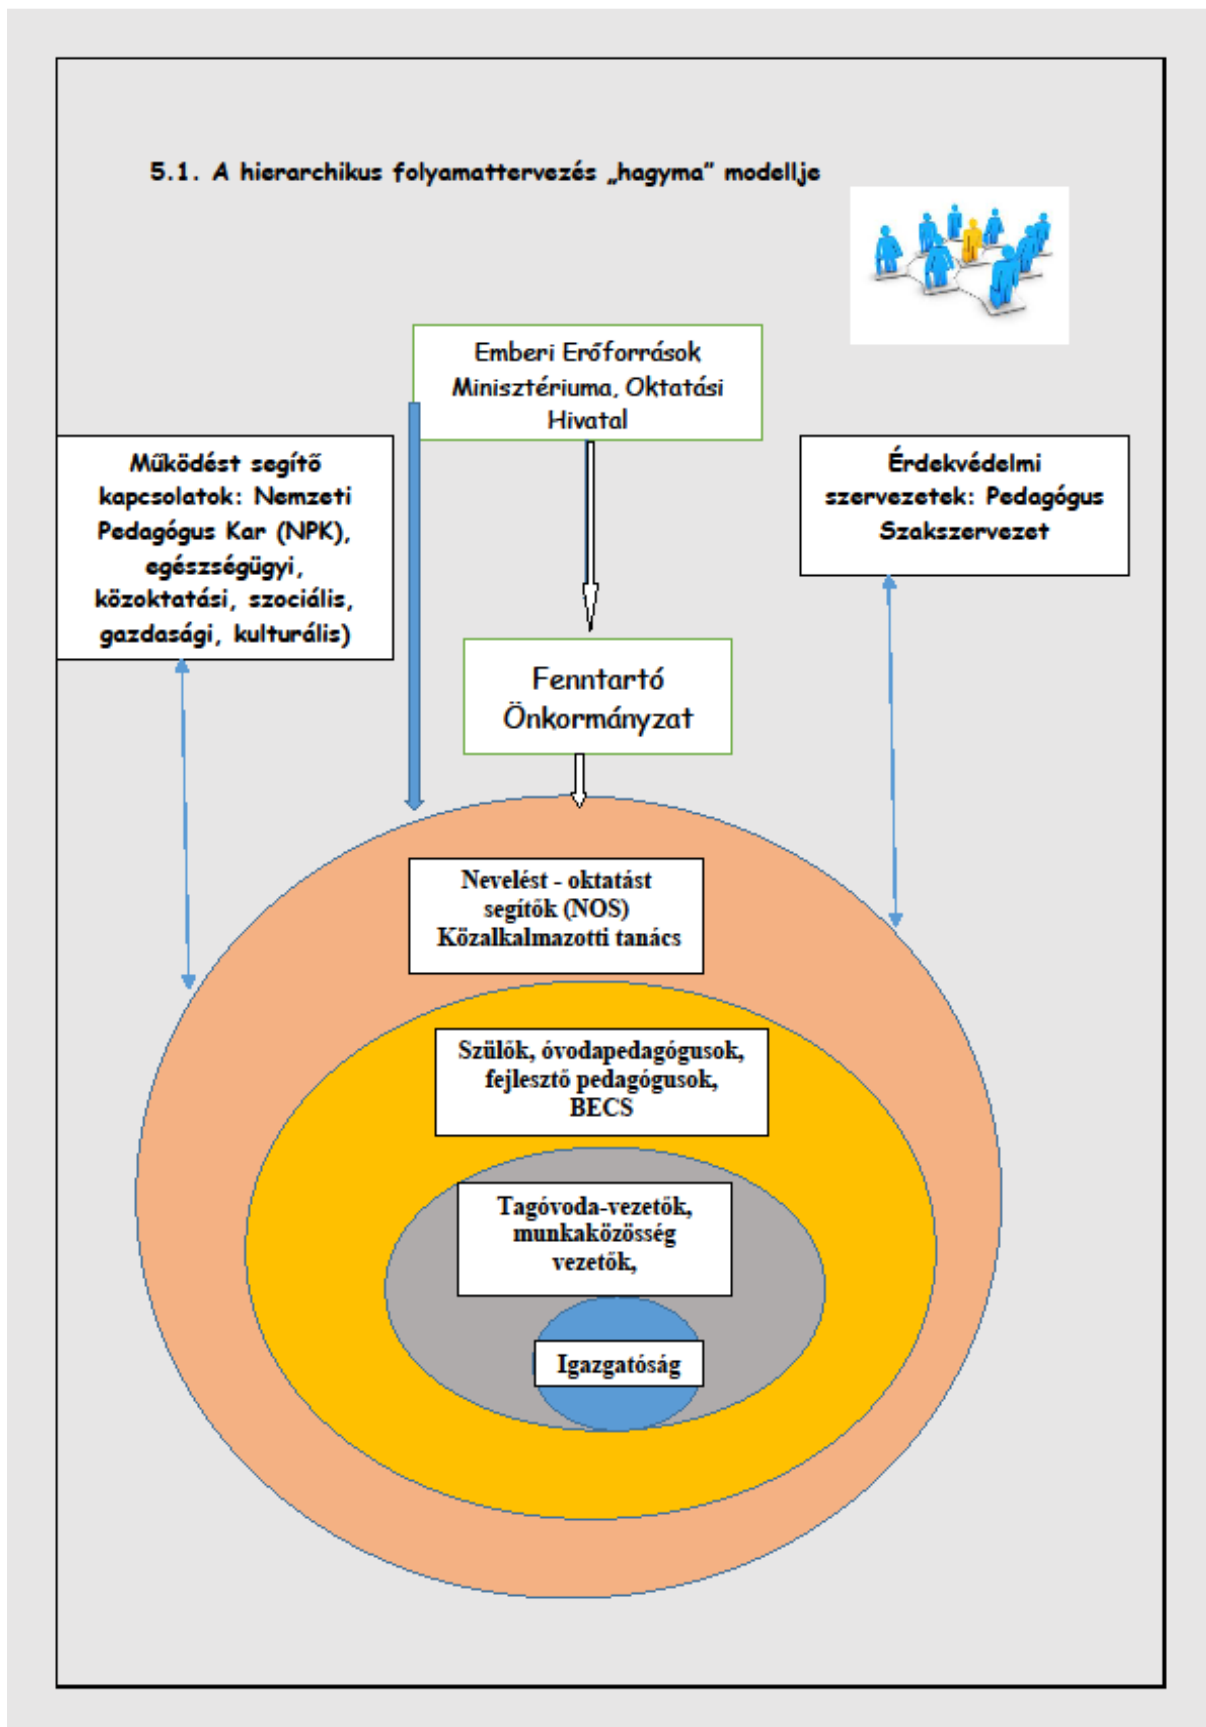 5.1. A hierarchikus folyamattervezés „hagyma” modellje
Emberi Erőforrások
Minisztériuma, Oktatási
Hivatal
Működést segítő
kapcsolatok: Nemzeti
Pedagógus Kar (NPK),
egészségügyi,
közoktatási, szociális,
gazdasági, kulturális)
Érdekvédelmi
szervezetek: Pedagógus
Szakszervezet
Fenntartó
Önkormányzat
Nevelést - oktatást
segítők (NOS)
Közalkalmazotti tanács
Szülők, óvodapedagógusok,
fejlesztő pedagógusok,
BECS
Tagóvoda-vezetők,
munkaközösség
vezetők,
Igazgatóság